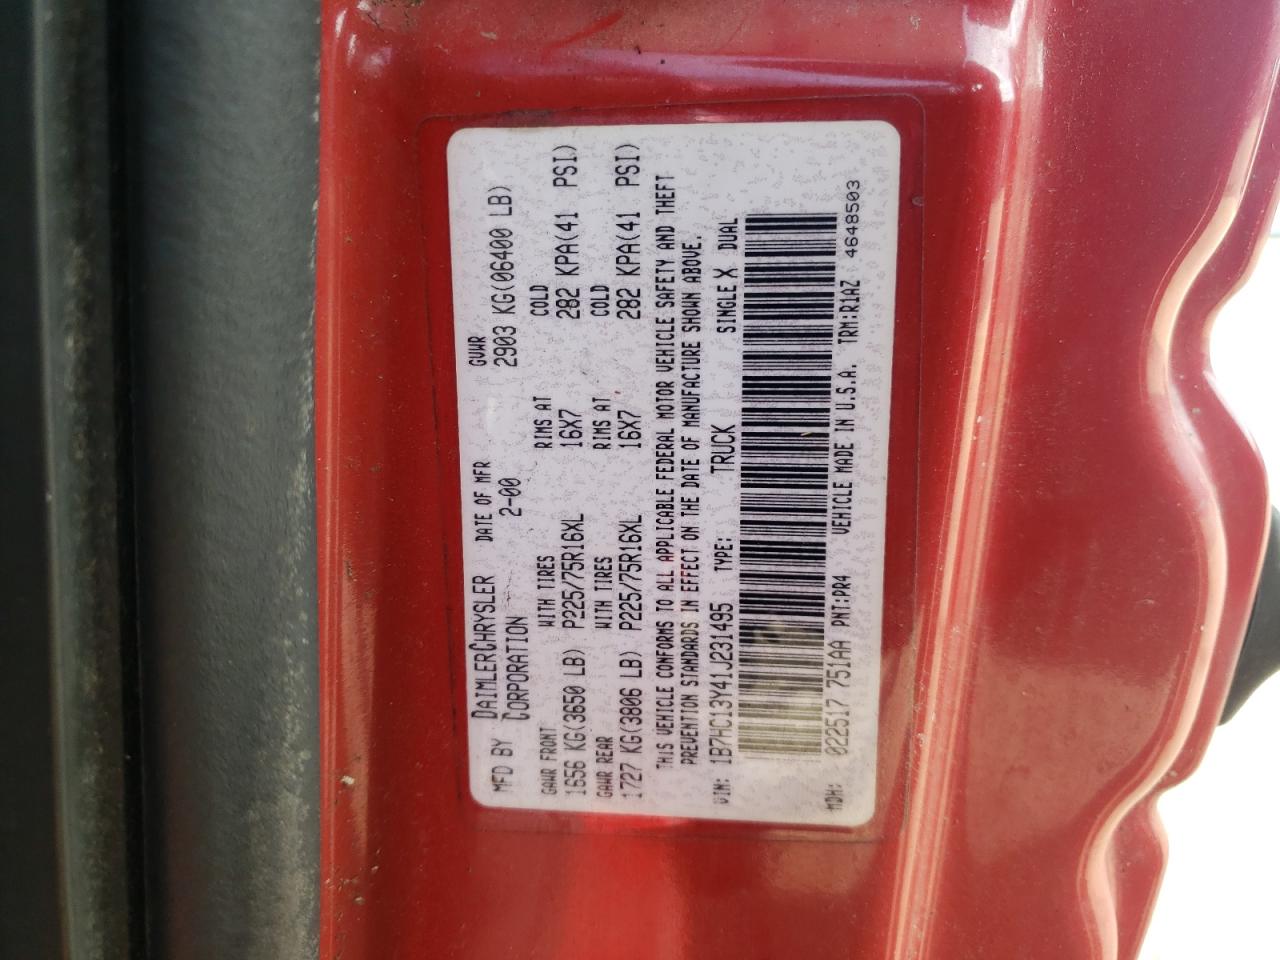 MFD BY DAIMLERCHRYSLER CORPORATION DATE OF MFR 2-00 GVWR 2903 KG(06400 LB)
GAWR FRONT WITH TIRES RIMS AT COLD
1656 KG(3650 LB) P225/75R16XL 16X7 282 KPA(41 PSI)
GAWR REAR WITH TIRES RIMS AT COLD
1727 KG(3806 LB) P225/75R16XL 16X7 282 KPA(41 PSI)
THIS VEHICLE CONFORMS TO ALL APPLICABLE FEDERAL MOTOR VEHICLE SAFETY AND THEFT
PREVENTION STANDARDS IN EFFECT ON THE DATE OF MANUFACTURE SHOWN ABOVE.
VIN: 1B7HC13Y41J231495 TYPE: TRUCK SINGLE X DUAL
MDH: 022517 751AA PNT:PR4 VEHICLE MADE IN U.S.A. TRM:R1AZ 4648503